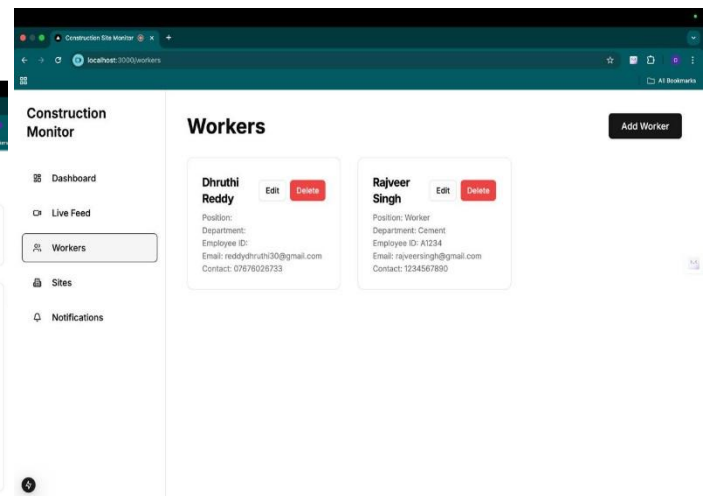 Construction Site Monitor
localhost:3000/workers
All Bookmarks
Construction
Monitor
Dashboard
Live Feed
Workers
Sites
Notifications
Workers
Add Worker
Dhruthi
Reddy
Edit
Delete
Position:
Department:
Employee ID:
Email: reddydhruthi30@gmail.com
Contact: 07676026733
Rajveer
Singh
Edit
Delete
Position: Worker
Department: Cement
Employee ID: A1234
Email: rajveersingh@gmail.com
Contact: 1234567890